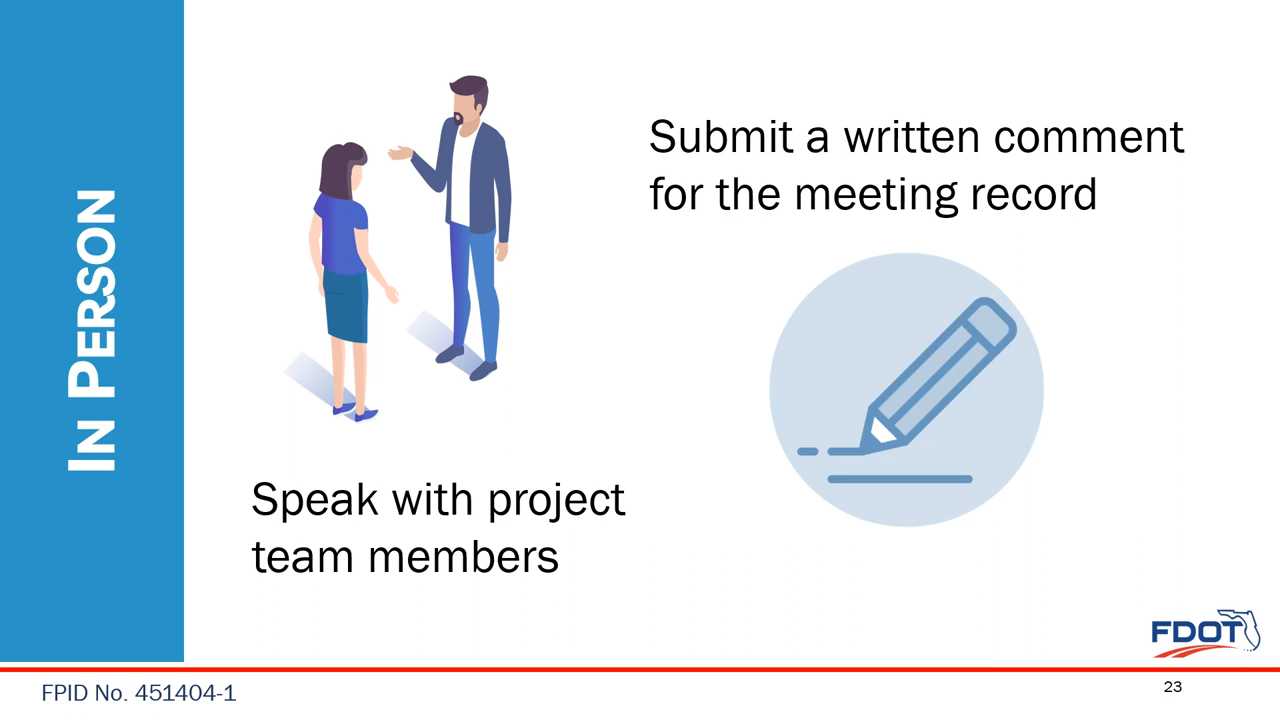 IN PERSON
Submit a written comment
for the meeting record
Speak with project
team members
FDOT
FPID No. 451404-1
23